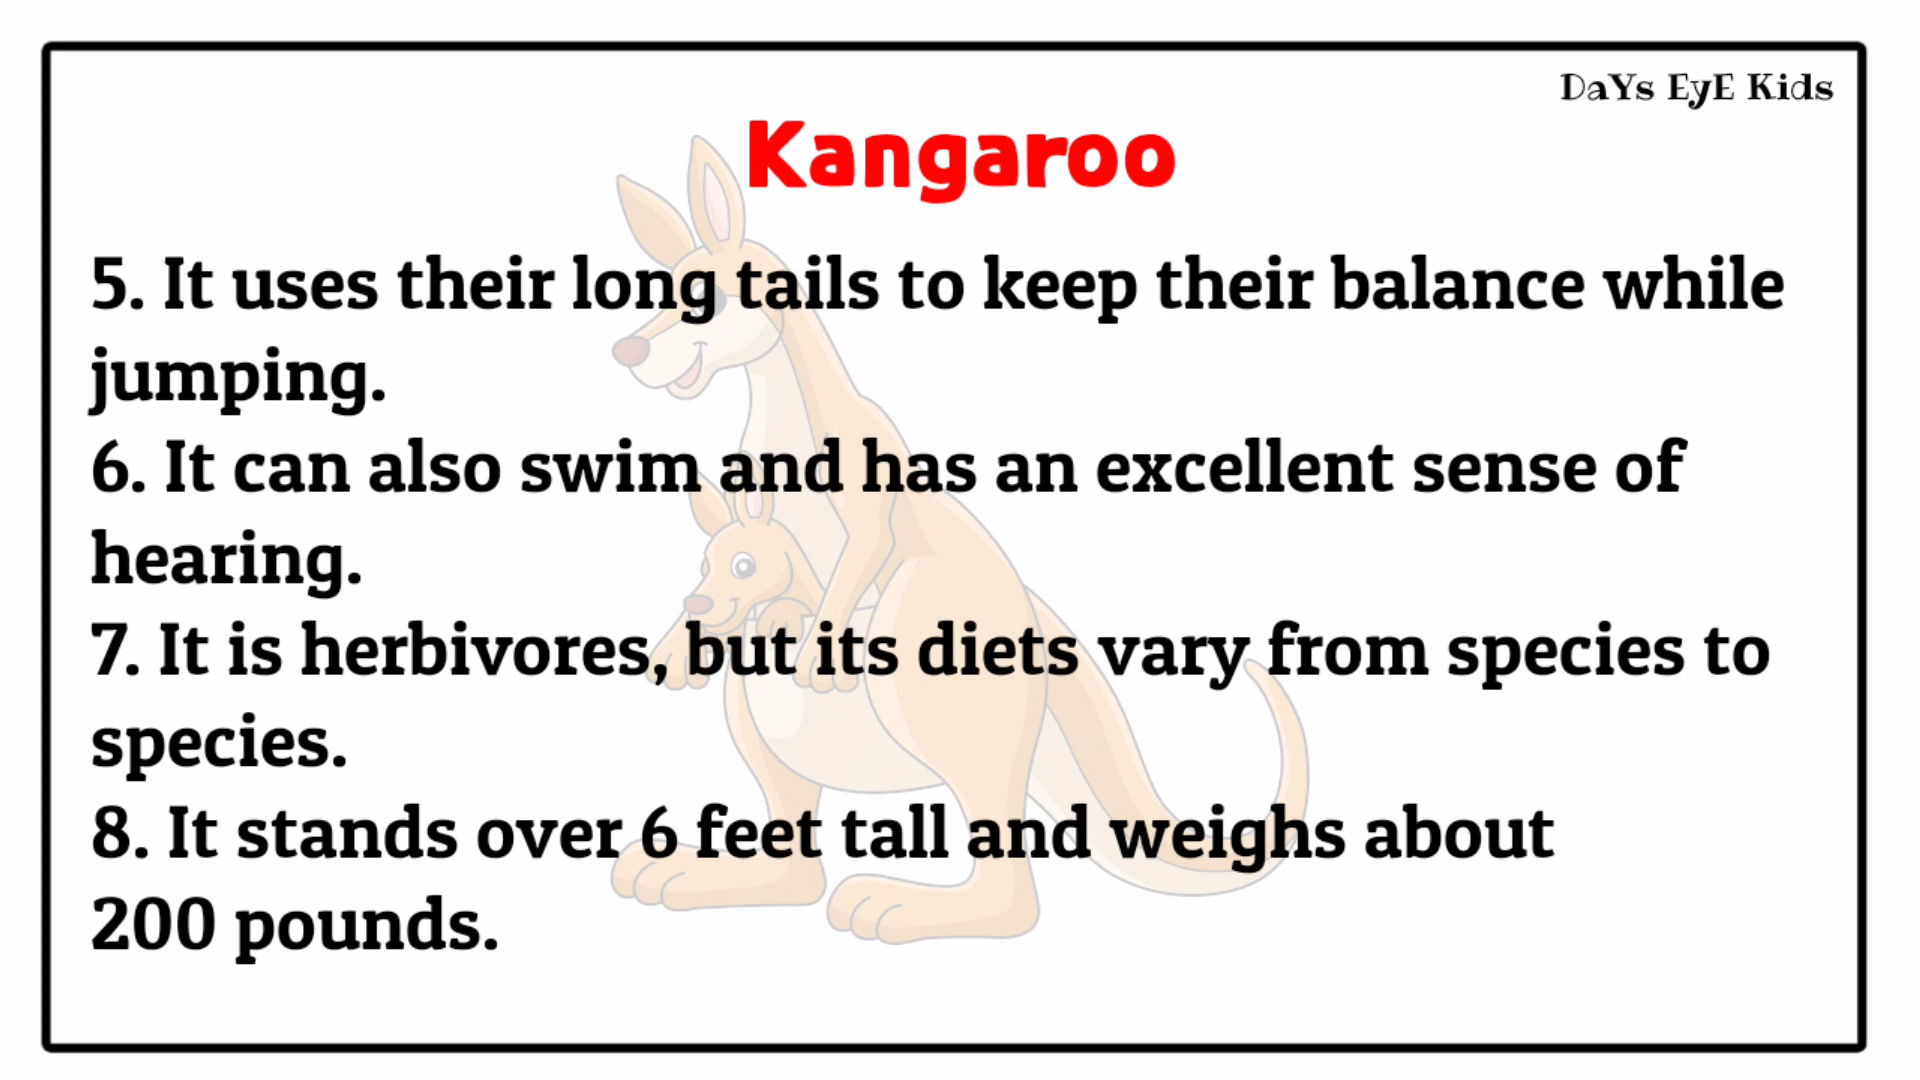 DaYs EyE Kids
Kangaroo
5. It uses their long tails to keep their balance while
jumping.
6. It can also swim and has an excellent sense of
hearing.
7. It is herbivores, but its diets vary from species to
species.
8. It stands over 6 feet tall and weighs about
200 pounds.